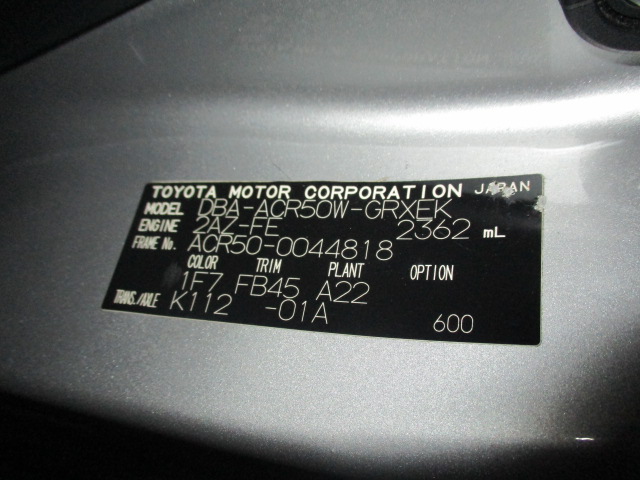 TOYOTA MOTOR CORPORATION JAPAN
MODEL DBA-ACR50W-GRXEK
ENGINE 2AZ-FE 2362 mL
FRAME No. ACR50-0044818
COLOR TRIM PLANT OPTION
1F7 FB45 A22
TRANS./AXLE K112 -01A
600